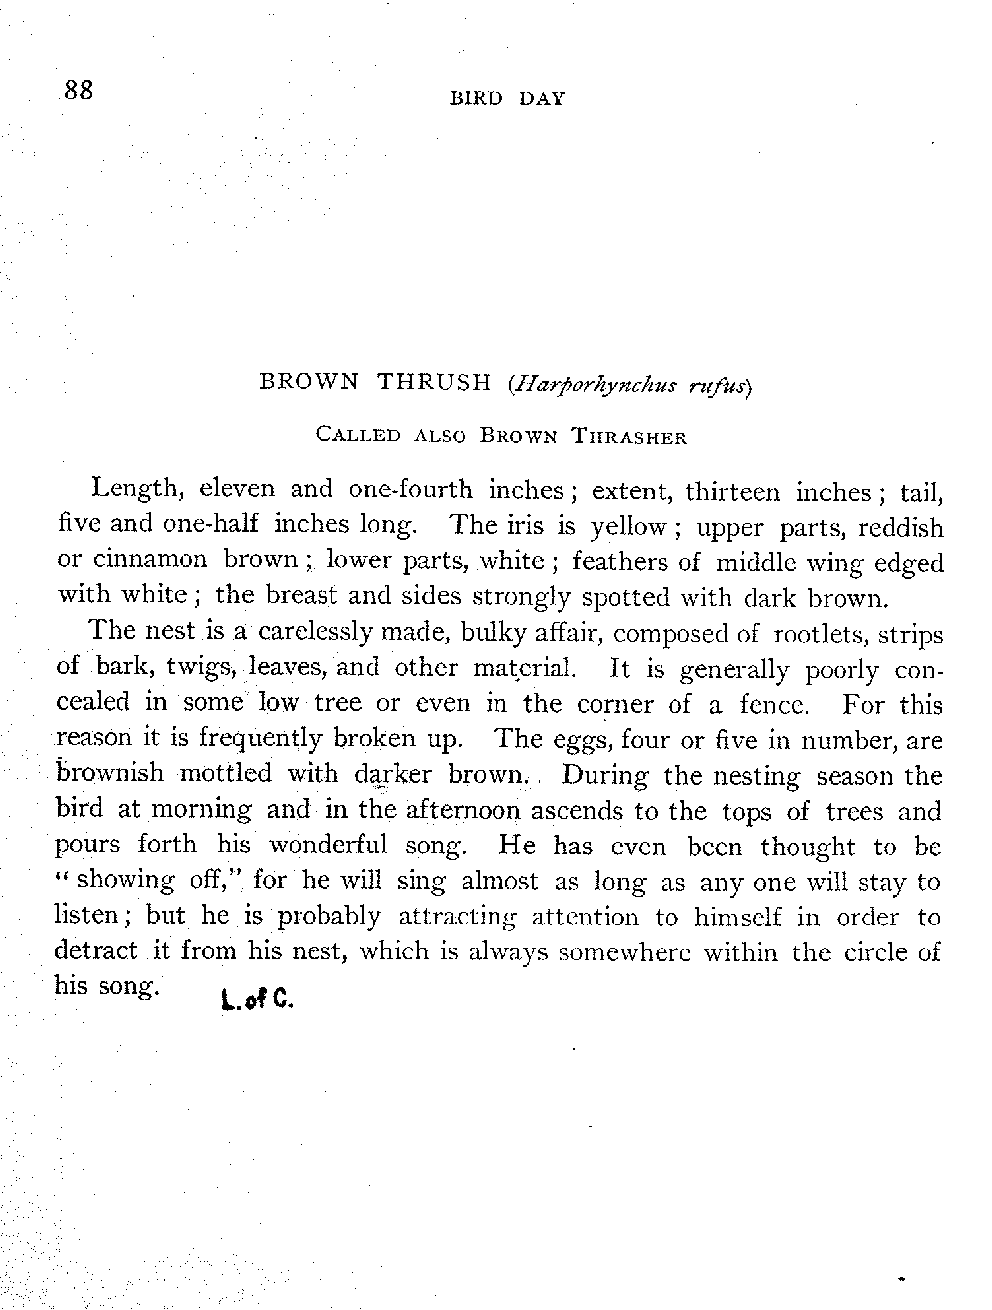 88
BIRD DAY
BROWN THRUSH (Harporhynchus rufus)
CALLED ALSO BROWN THRASHER
Length, eleven and one-fourth inches; extent, thirteen inches; tail,
five and one-half inches long. The iris is yellow; upper parts, reddish
or cinnamon brown; lower parts, white; feathers of middle wing edged
with white; the breast and sides strongly spotted with dark brown.
The nest is a carelessly made, bulky affair, composed of rootlets, strips
of bark, twigs, leaves, and other material. It is generally poorly con-
cealed in some low tree or even in the corner of a fence. For this
reason it is frequently broken up. The eggs, four or five in number, are
brownish mottled with darker brown. During the nesting season the
bird at morning and in the afternoon ascends to the tops of trees and
pours forth his wonderful song. He has even been thought to be
“showing off,” for he will sing almost as long as any one will stay to
listen; but he is probably attracting attention to himself in order to
detract it from his nest, which is always somewhere within the circle of
his song.
L. of C.